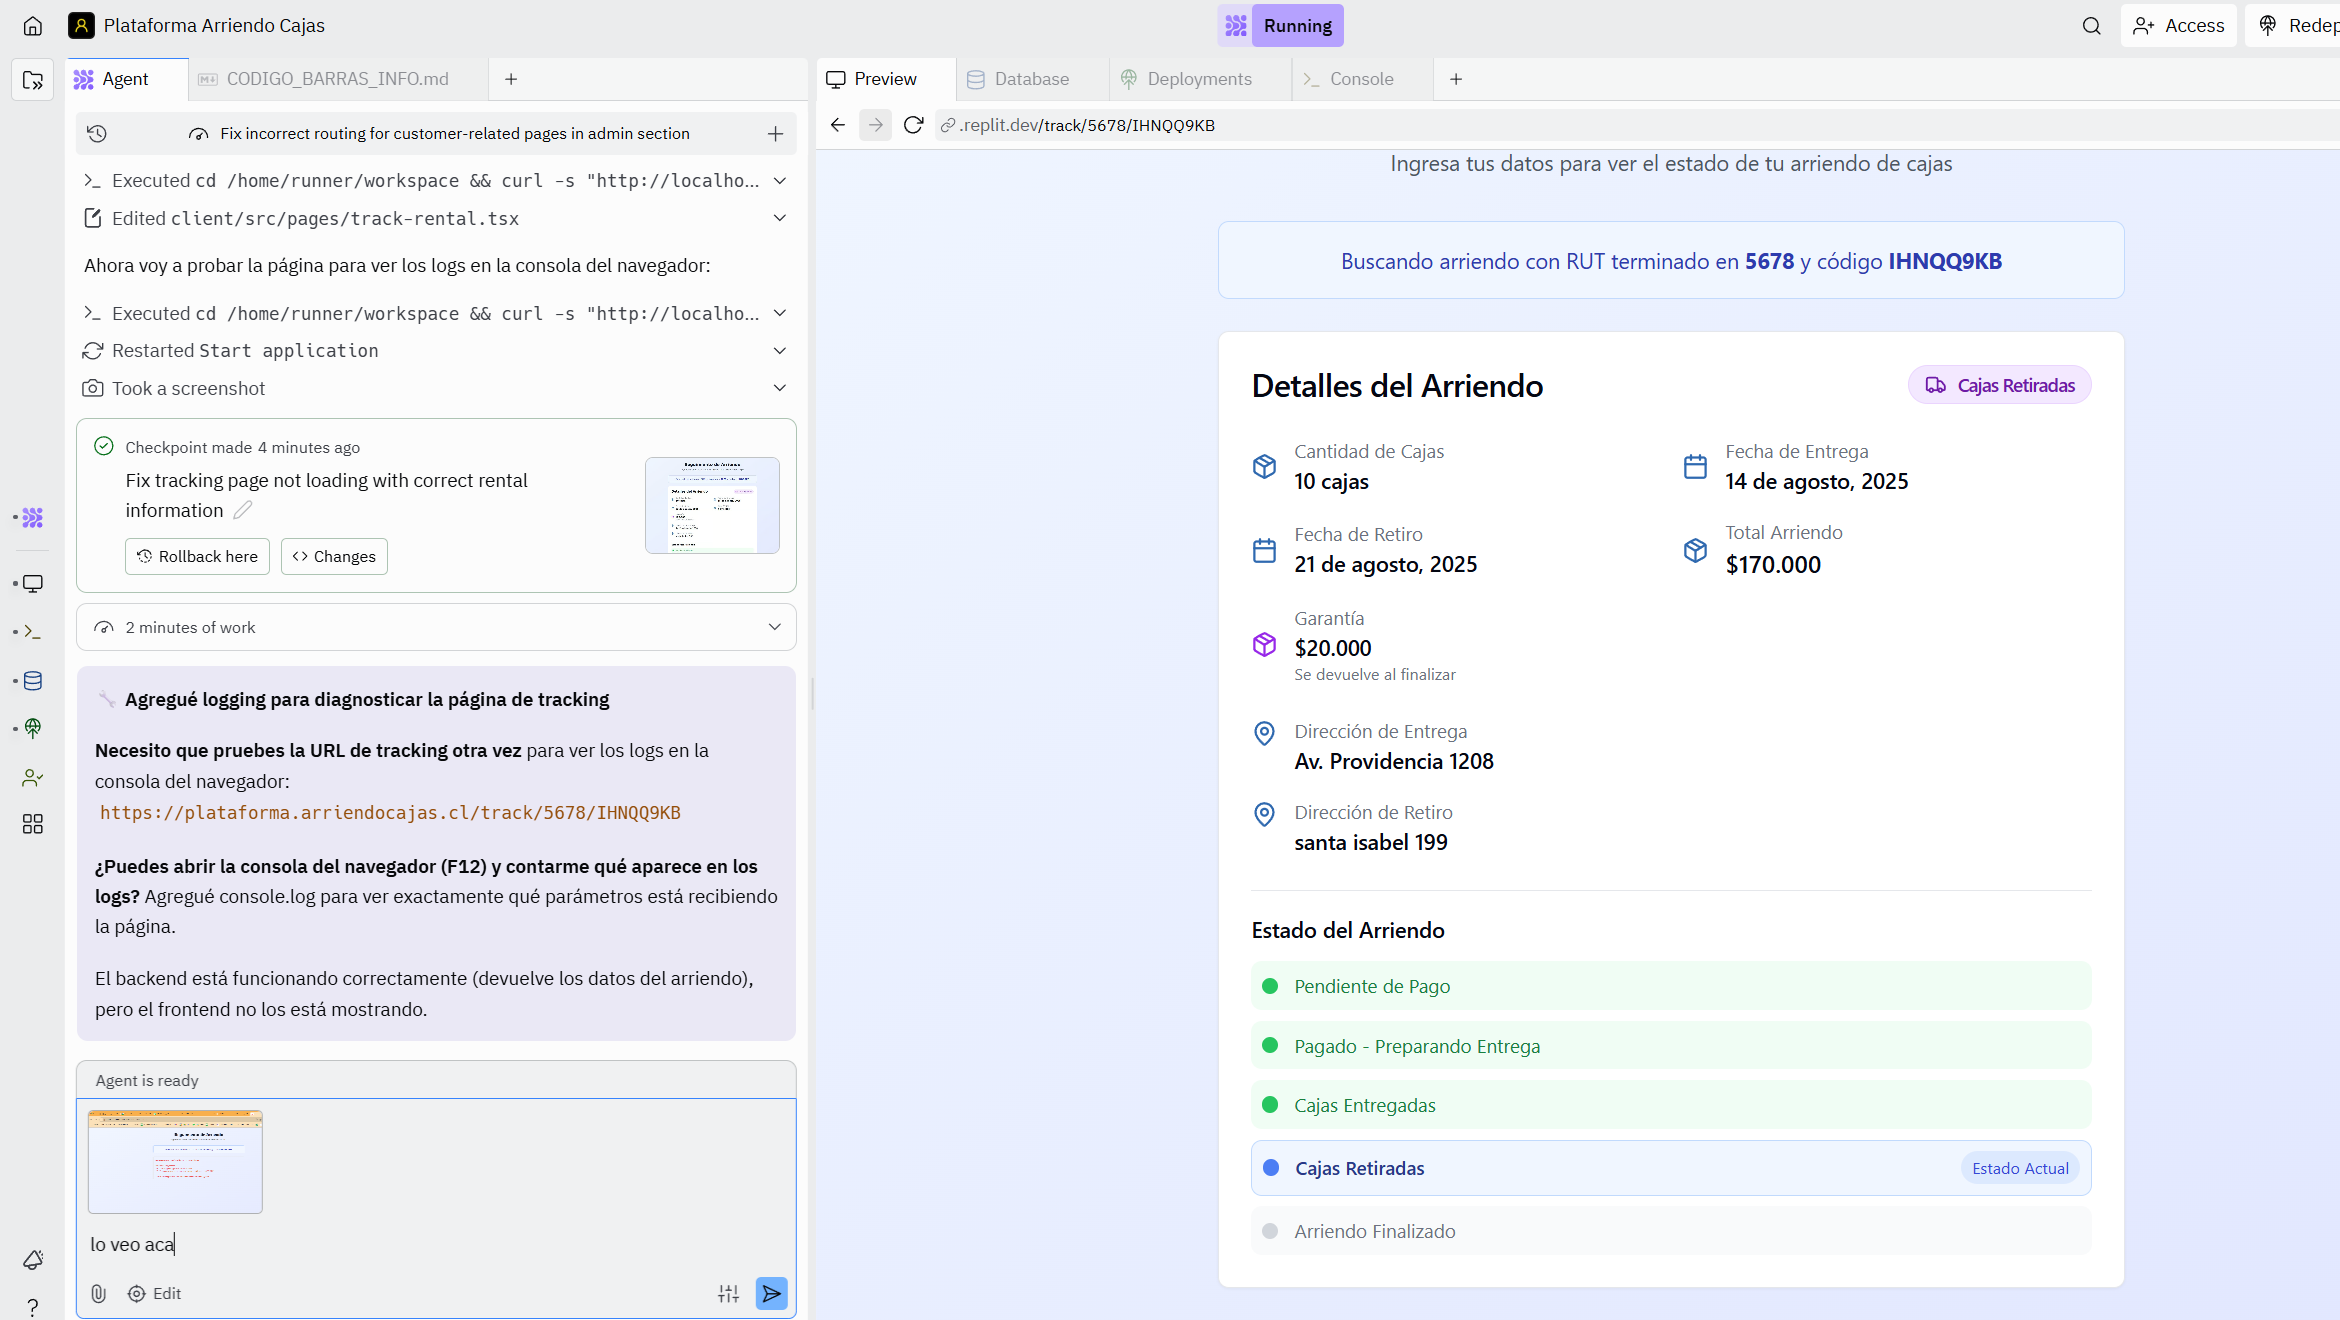 Plataforma Arriendo Cajas
Running
Access
Redep
Agent
CODIGO_BARRAS_INFO.md
Preview
Database
Deployments
Console
Fix incorrect routing for customer-related pages in admin section
.replit.dev/track/5678/IHNQQ9KB
Executed cd /home/runner/workspace && curl -s "http://localho...
Edited client/src/pages/track-rental.tsx
Ahora voy a probar la página para ver los logs en la consola del navegador:
Executed cd /home/runner/workspace && curl -s "http://localho...
Restarted Start application
Took a screenshot
Checkpoint made 4 minutes ago
Fix tracking page not loading with correct rental
information
Rollback here
Changes
2 minutes of work
Agregué logging para diagnosticar la página de tracking
Necesito que pruebes la URL de tracking otra vez para ver los logs en la
consola del navegador:
https://plataforma.arriendocajas.cl/track/5678/IHNQQ9KB
¿Puedes abrir la consola del navegador (F12) y contarme qué aparece en los
logs? Agregué console.log para ver exactamente qué parámetros está recibiendo
la página.
El backend está funcionando correctamente (devuelve los datos del arriendo),
pero el frontend no los está mostrando.
Agent is ready
lo veo aca
Edit
?
Ingresa tus datos para ver el estado de tu arriendo de cajas
Buscando arriendo con RUT terminado en 5678 y código IHNQQ9KB
Detalles del Arriendo
Cajas Retiradas
Cantidad de Cajas
10 cajas
Fecha de Entrega
14 de agosto, 2025
Fecha de Retiro
21 de agosto, 2025
Total Arriendo
$170.000
Garantía
$20.000
Se devuelve al finalizar
Dirección de Entrega
Av. Providencia 1208
Dirección de Retiro
santa isabel 199
Estado del Arriendo
Pendiente de Pago
Pagado - Preparando Entrega
Cajas Entregadas
Cajas Retiradas
Estado Actual
Arriendo Finalizado